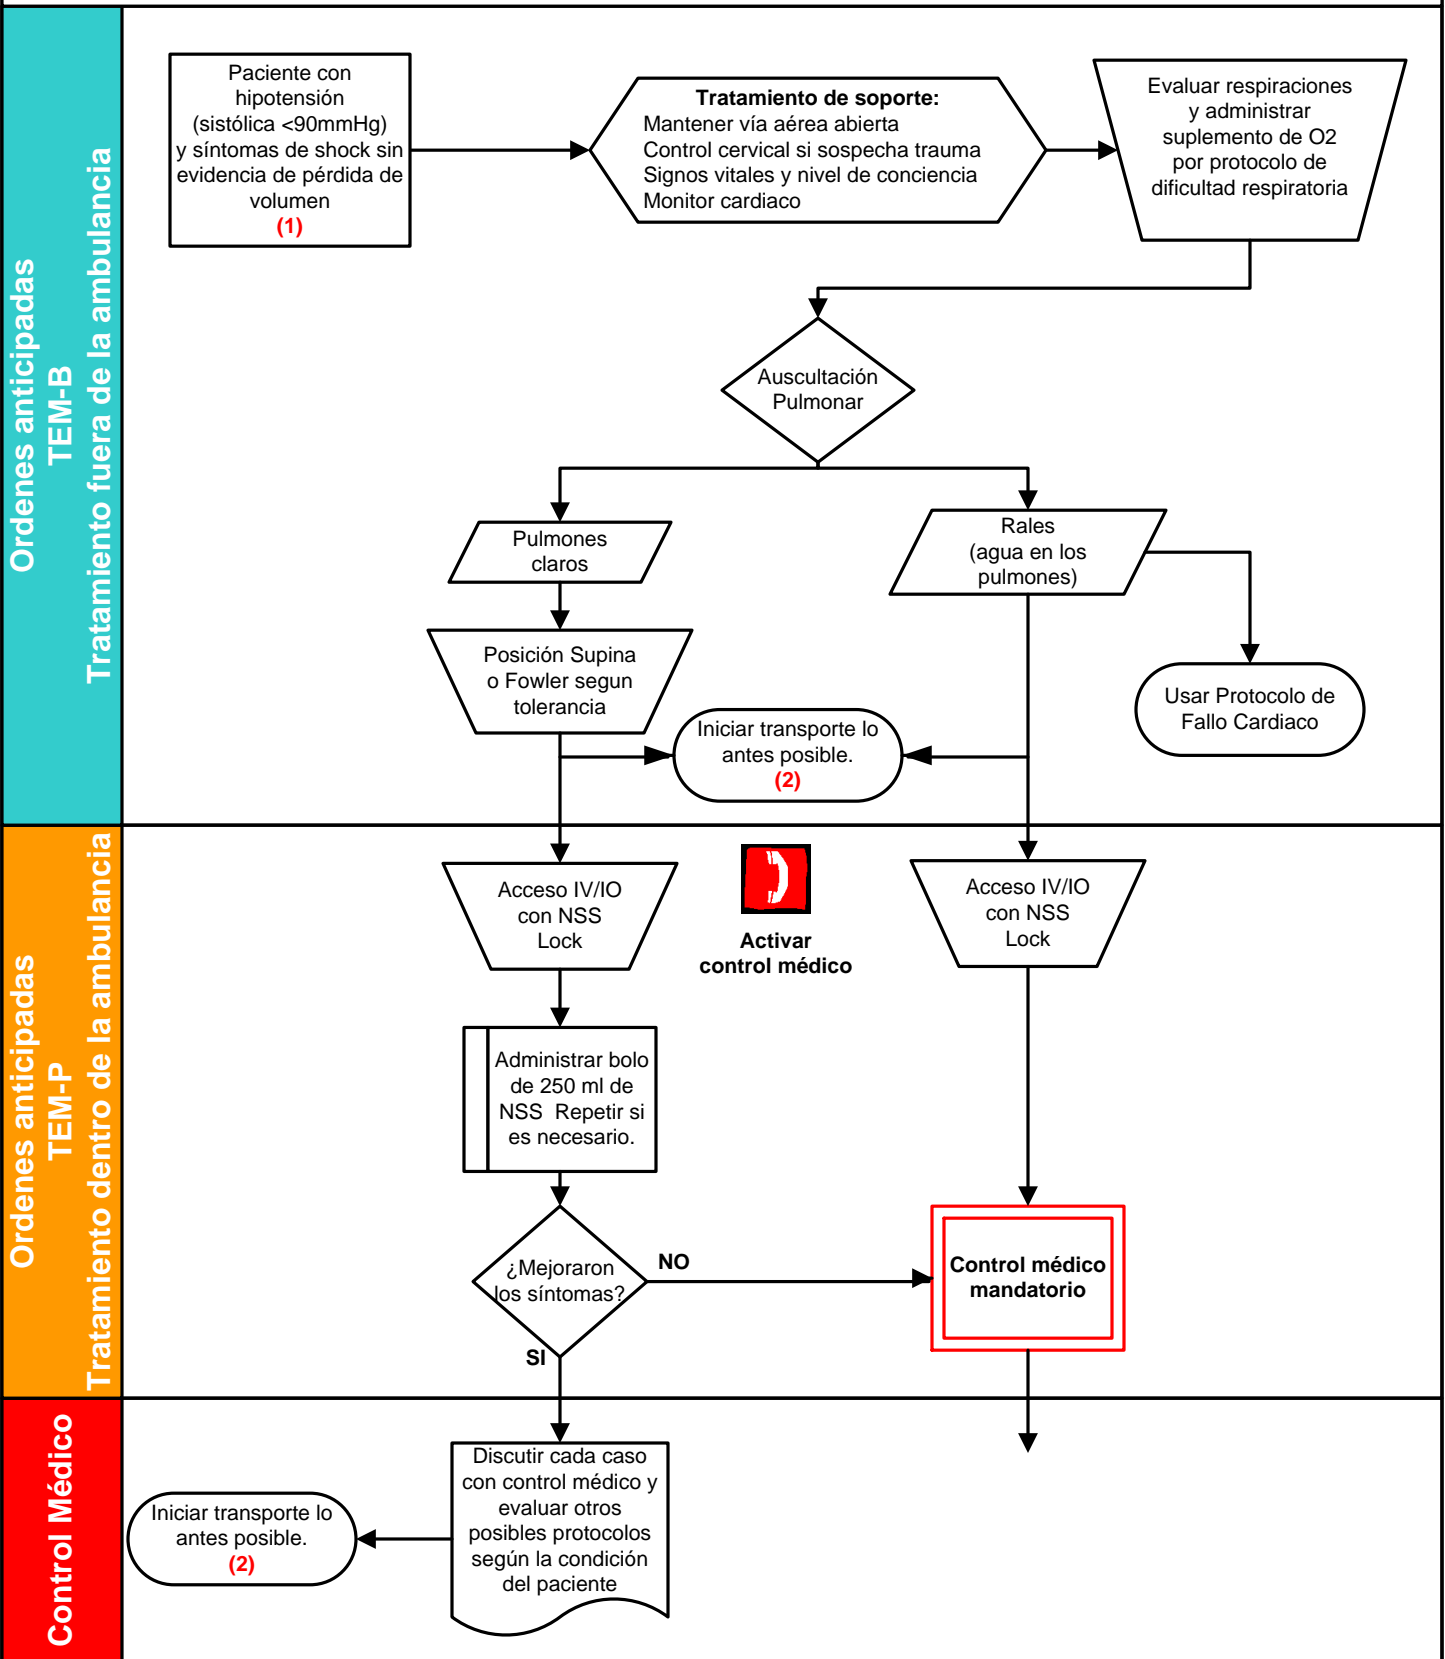 Ordenes anticipadas
TEM-B
Tratamiento fuera de la ambulancia
Paciente con
hipotensión
(sistólica <90mmHg)
y síntomas de shock sin
evidencia de pérdida de
volumen
(1)
Tratamiento de soporte:
Mantener vía aérea abierta
Control cervical si sospecha trauma
Signos vitales y nivel de conciencia
Monitor cardiaco
Evaluar respiraciones
y administrar
suplemento de O2
por protocolo de
dificultad respiratoria
Auscultación
Pulmonar
Pulmones
claros
Rales
(agua en los
pulmones)
Posición Supina
o Fowler segun
tolerancia
Usar Protocolo de
Fallo Cardiaco
Iniciar transporte lo
antes posible.
(2)
Ordenes anticipadas
TEM-P
Tratamiento dentro de la ambulancia
Acceso IV/IO
con NSS
Lock
Activar
control médico
Acceso IV/IO
con NSS
Lock
Administrar bolo
de 250 ml de
NSS  Repetir si
es necesario.
¿Mejoraron
los síntomas?
NO
SI
Control médico
mandatorio
Control Médico
Discutir cada caso
con control médico y
evaluar otros
posibles protocolos
según la condición
del paciente
Iniciar transporte lo
antes posible.
(2)